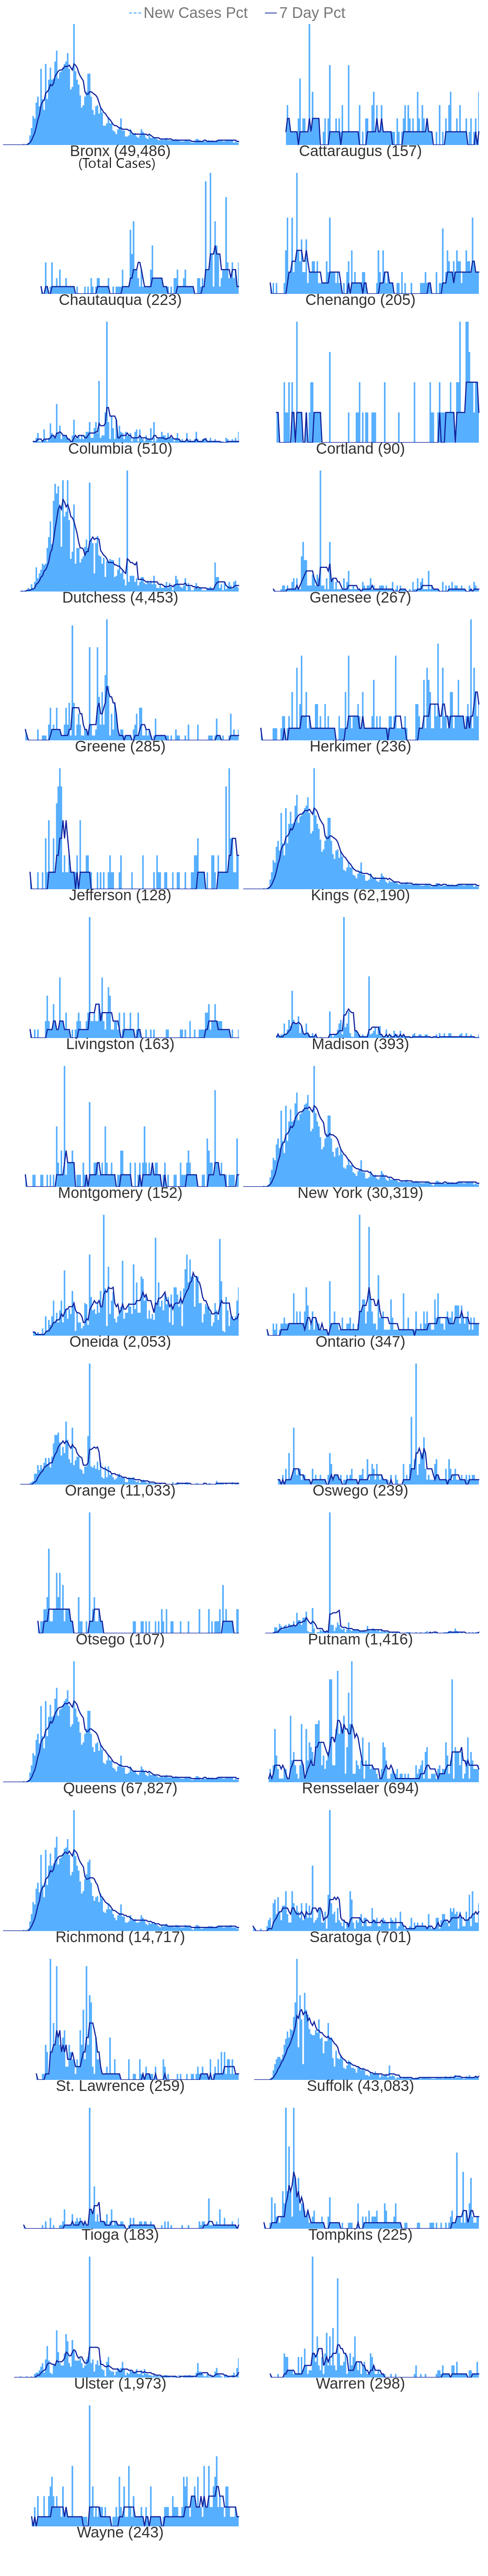 New Cases Pct 7 Day Pct
Bronx (49,486)
(Total Cases)
Cattaraugus (157)
Chautauqua (223)
Chenango (205)
Columbia (510)
Cortland (90)
Dutchess (4,453)
Genesee (267)
Greene (285)
Herkimer (236)
Jefferson (128)
Kings (62,190)
Livingston (163)
Madison (393)
Montgomery (152)
New York (30,319)
Oneida (2,053)
Ontario (347)
Orange (11,033)
Oswego (239)
Otsego (107)
Putnam (1,416)
Queens (67,827)
Rensselaer (694)
Richmond (14,717)
Saratoga (701)
St. Lawrence (259)
Suffolk (43,083)
Tioga (183)
Tompkins (225)
Ulster (1,973)
Warren (298)
Wayne (243)